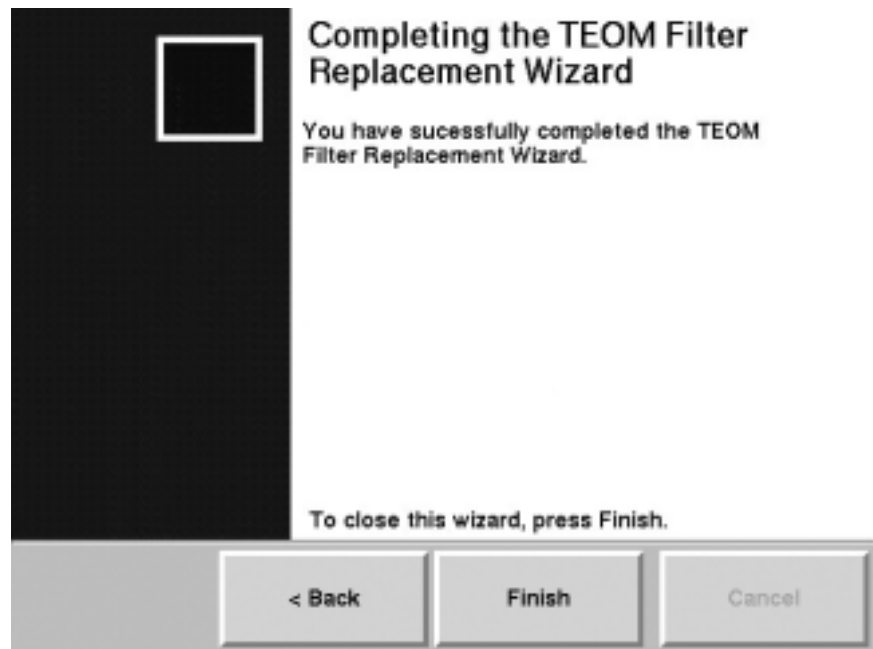 Completing the TEOM Filter
Replacement Wizard
You have sucessfully completed the TEOM
Filter Replacement Wizard.
To close this wizard, press Finish.
< Back
Finish
Cancel